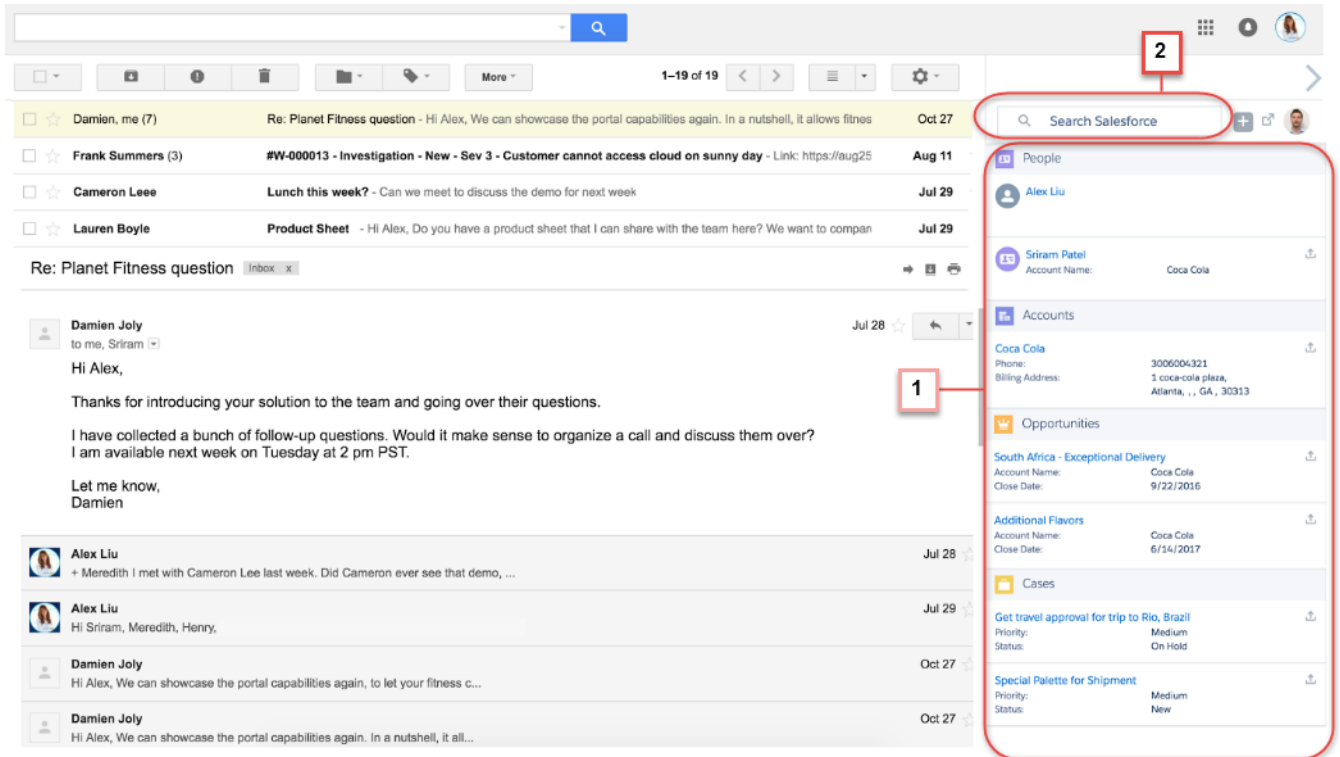 2
More
1–19 of 19
Search Salesforce
Damien, me (7) Re: Planet Fitness question - Hi Alex, We can showcase the portal capabilities again. In a nutshell, it allows fitnes Oct 27
Frank Summers (3) #W-000013 - Investigation - New - Sev 3 - Customer cannot access cloud on sunny day - Link: https://aug25 Aug 11
Cameron Leee Lunch this week? - Can we meet to discuss the demo for next week Jul 29
Lauren Boyle Product Sheet - Hi Alex, Do you have a product sheet that I can share with the team here? We want to compan Jul 29
Re: Planet Fitness question Inbox x
Damien Joly Jul 28
to me, Sriram
Hi Alex,
Thanks for introducing your solution to the team and going over their questions.
I have collected a bunch of follow-up questions. Would it make sense to organize a call and discuss them over?
I am available next week on Tuesday at 2 pm PST.
Let me know,
Damien
Alex Liu Jul 28
+ Meredith I met with Cameron Lee last week. Did Cameron ever see that demo, ...
Alex Liu Jul 29
Hi Sriram, Meredith, Henry,
Damien Joly Oct 27
Hi Alex, We can showcase the portal capabilities again, to let your fitness c...
Damien Joly Oct 27
Hi Alex, We can showcase the portal capabilities again. In a nutshell, it all...
1
People
Alex Liu
Sriram Patel
Account Name: Coca Cola
Accounts
Coca Cola
Phone: 3006004321
Billing Address: 1 coca-cola plaza,
Atlanta, , , GA , 30313
Opportunities
South Africa - Exceptional Delivery
Account Name: Coca Cola
Close Date: 9/22/2016
Additional Flavors
Account Name: Coca Cola
Close Date: 6/14/2017
Cases
Get travel approval for trip to Rio, Brazil
Priority: Medium
Status: On Hold
Special Palette for Shipment
Priority: Medium
Status: New